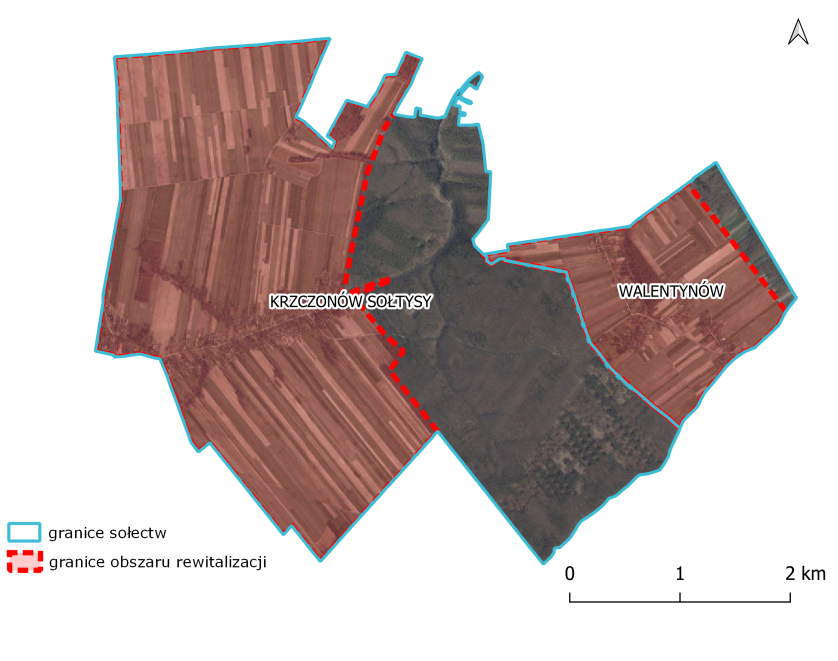 WALENTYNÓW
KRZCZONÓW SOŁTYSY
granice sołectw
granice obszaru rewitalizacji
0 1 2 km